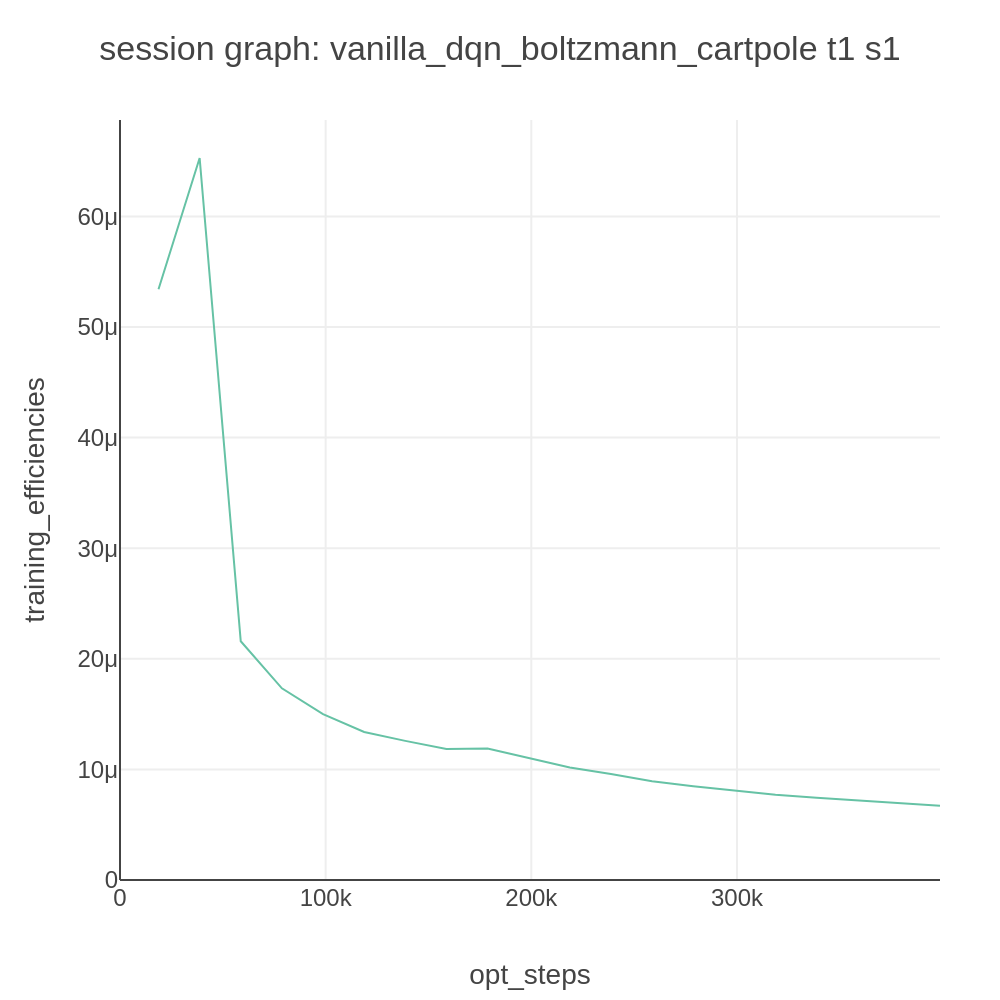 session graph: vanilla_dqn_boltzmann_cartpole t1 s1
training_efficiencies
60μ
50μ
40μ
30μ
20μ
10μ
0
0
100k
200k
300k
opt_steps